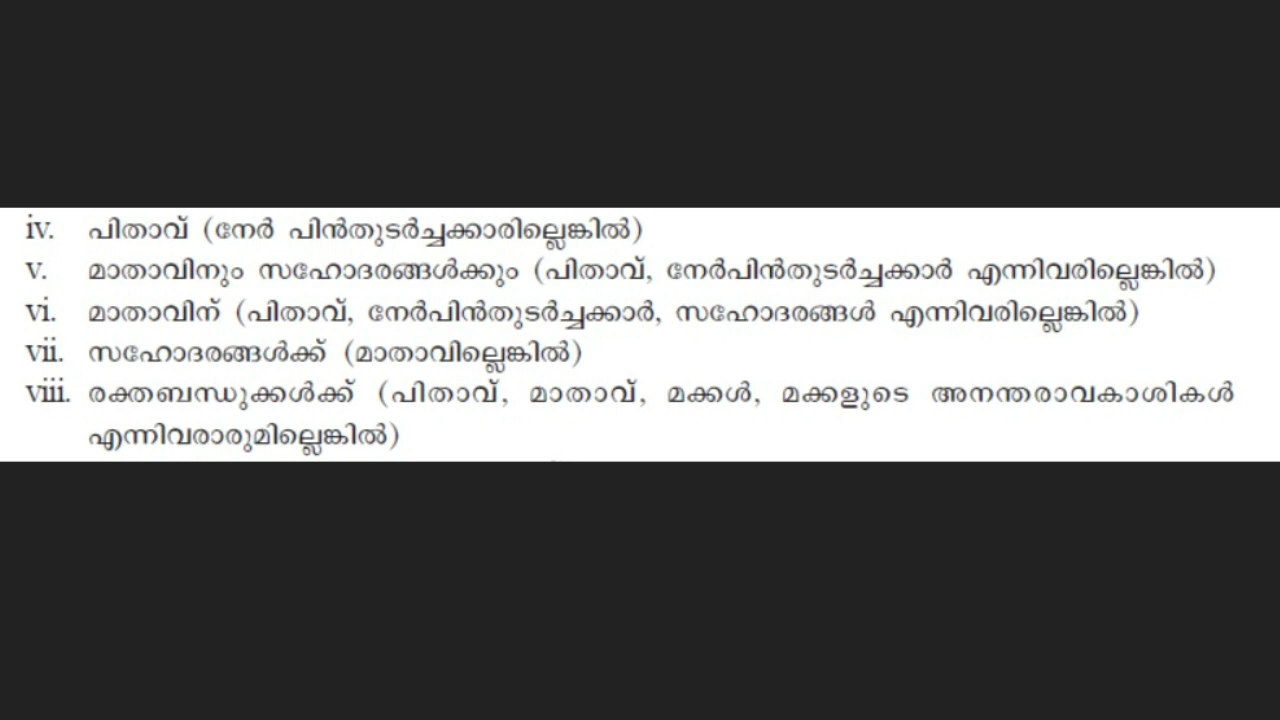 iv. പിതാവ് (നേർ പിൻതുടർച്ചക്കാരില്ലെങ്കിൽ)
v. മാതാവിനും സഹോദരങ്ങൾക്കും (പിതാവ്, നേർപിൻതുടർച്ചക്കാർ എന്നിവരില്ലെങ്കിൽ)
vi. മാതാവിന് (പിതാവ്, നേർപിൻതുടർച്ചക്കാർ, സഹോദരങ്ങൾ എന്നിവരില്ലെങ്കിൽ)
vii. സഹോദരങ്ങൾക്ക് (മാതാവില്ലെങ്കിൽ)
viii. രക്തബന്ധുക്കൾക്ക് (പിതാവ്, മാതാവ്, മക്കൾ, മക്കളുടെ അനന്തരാവകാശികൾ
എന്നിവരാരുമില്ലെങ്കിൽ)